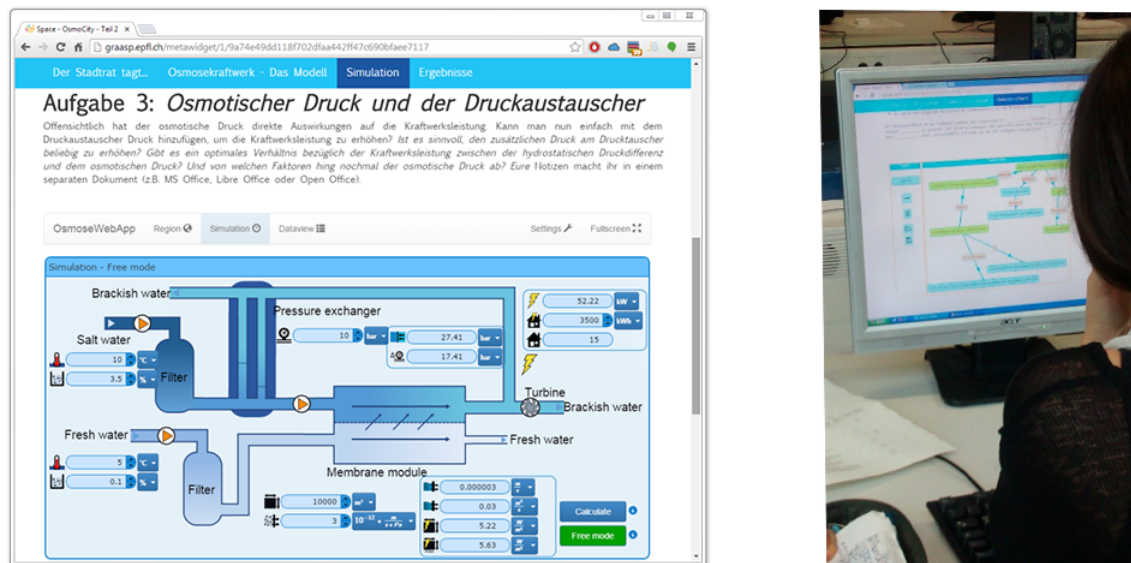 Space - OsmoCity - Teil 2
graasp.epfl.ch/metawidget/1/9a74e49dd118f702dfaa442ff47c690bfaee7117
Der Stadtrat tagt... Osmosekraftwerk - Das Modell Simulation Ergebnisse
Aufgabe 3: Osmotischer Druck und der Druckaustauscher
Offensichtlich hat der osmotische Druck direkte Auswirkungen auf die Kraftwerksleistung. Kann man nun einfach mit dem
Druckaustauscher Druck hinzufügen, um die Kraftwerksleistung zu erhöhen? Ist es sinnvoll, den zusätzlichen Druck am Drucktauscher
beliebig zu erhöhen? Gibt es ein optimales Verhältnis bezüglich der Kraftwerksleistung zwischen der hydrostatischen Druckdifferenz
und dem osmotischen Druck? Und von welchen Faktoren hing nochmal der osmotische Druck ab? Eure Notizen macht ihr in einem
separaten Dokument (z.B. MS Office, Libre Office oder Open Office).
OsmoseWebApp Region Simulation Dataview Settings Fullscreen
Simulation - Free mode
Brackish water
Pressure exchanger
52.22 kW
3500 kWh
15
10 bar
27.41 bar
17.41 bar
Salt water
10 °C
3.5 %
Filter
Turbine
Brackish water
Fresh water
5 °C
0.1 %
Filter
Fresh water
Membrane module
10000 m²
3 10⁻¹² * m / s * Pa
0.000003 m/s
0.03 m³/s
5.22 W/m²
5.63 W/m²
Calculate
Free mode
acer